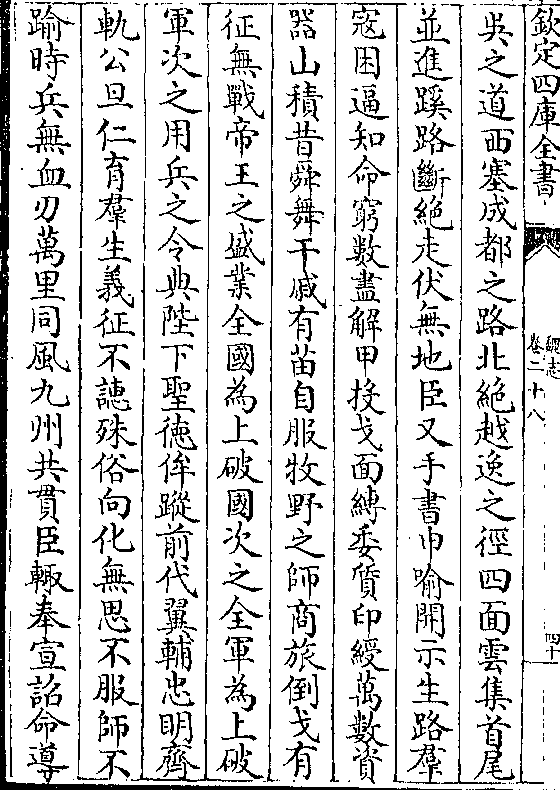 欽定四庫全書
魏志
卷二十八
四十
吳之道西塞成都之路北絶越逸之徑四面雲集首尾
並進蹊路斷絶走伏無地臣又手書申喻開示生路羣
寇困逼知命窮數盡解甲投戈面縛委質印綬萬數資
器山積昔舜舞干戚有苗自服牧野之師商旅倒戈有
征無戰帝王之盛業全國為上破國次之全軍為上破
軍次之用兵之令典陛下聖德侔蹤前代翼輔忠明齊
軌公旦仁育羣生義征不譓殊俗向化無思不服師不
踰時兵無血刃萬里同風九州共貫臣輙奉宣詔命導